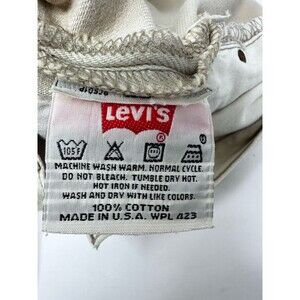 Levi's
®
105F
MACHINE WASH WARM. NORMAL CYCLE.
DO NOT BLEACH. TUMBLE DRY HOT.
HOT IRON IF NEEDED.
WASH AND DRY WITH LIKE COLORS.
100% COTTON
MADE IN U.S.A. WPL 423